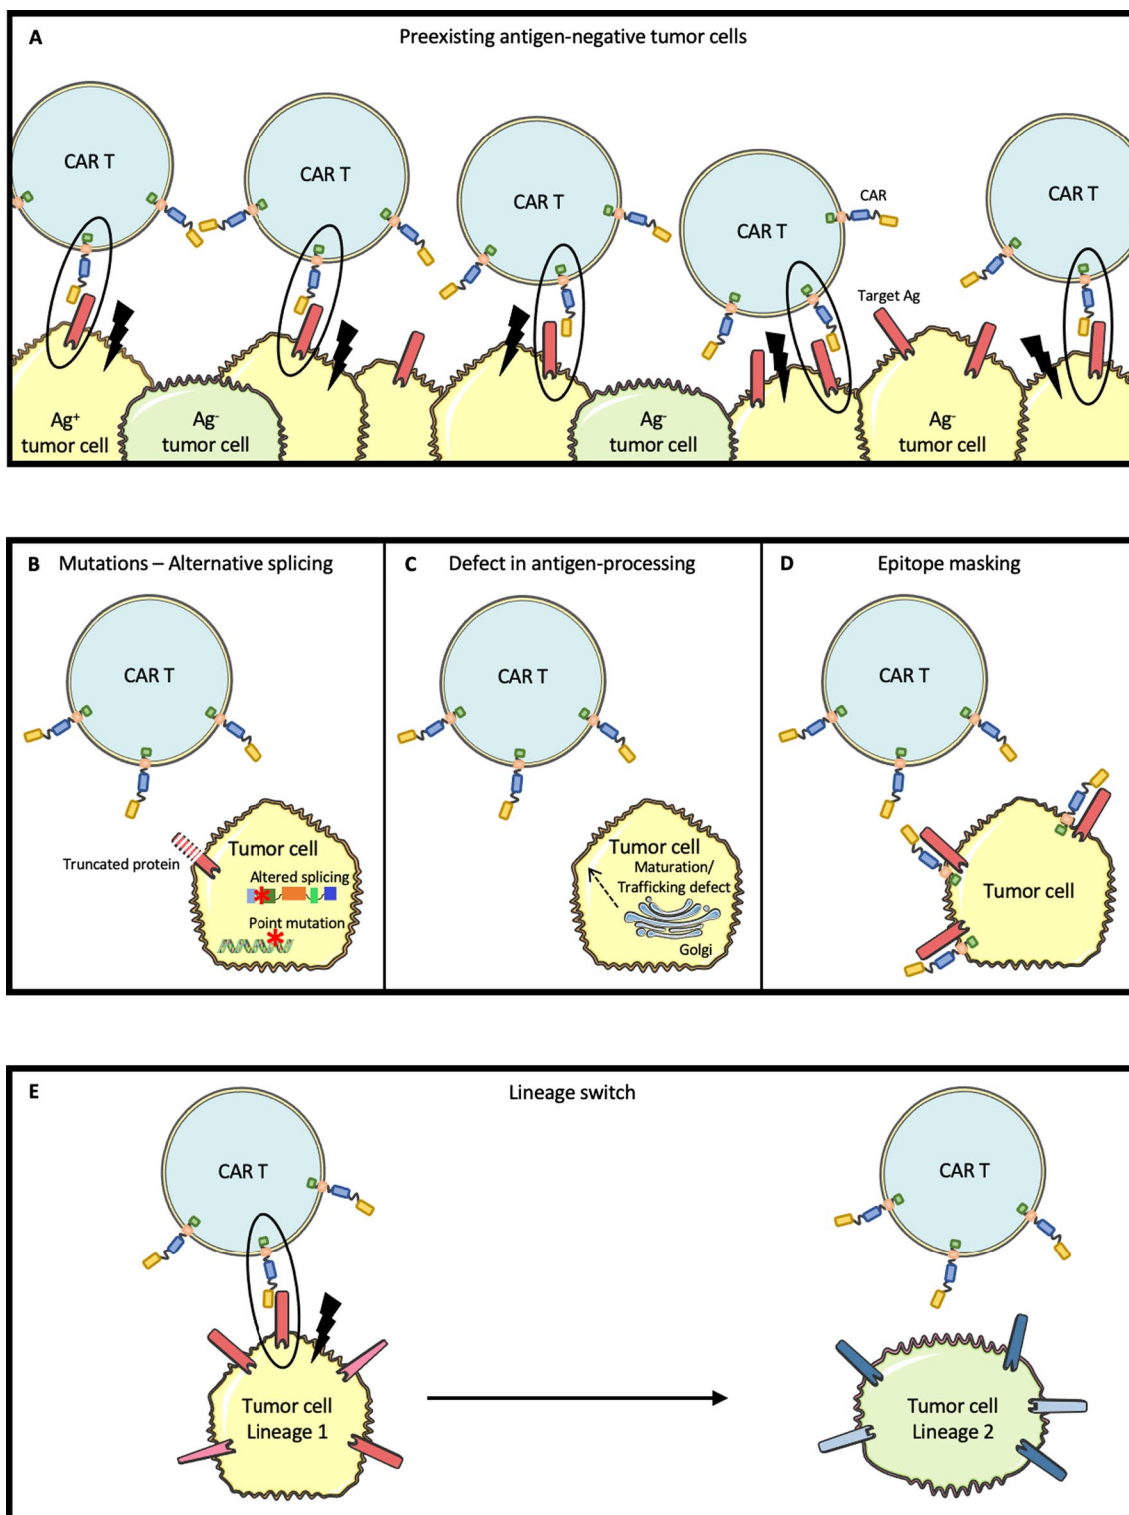 A Preexisting antigen-negative tumor cells
CAR T
CAR T
CAR T
CAR T
CAR
CAR T
Target Ag
Ag⁺
tumor cell
Ag⁻
tumor cell
Ag⁻
tumor cell
Ag⁻
tumor cell
B Mutations – Alternative splicing
CAR T
Truncated protein
Tumor cell
Altered splicing
Point mutation
C Defect in antigen-processing
CAR T
Tumor cell
Maturation/
Trafficking defect
Golgi
D Epitope masking
CAR T
Tumor cell
E Lineage switch
CAR T
Tumor cell
Lineage 1
CAR T
Tumor cell
Lineage 2